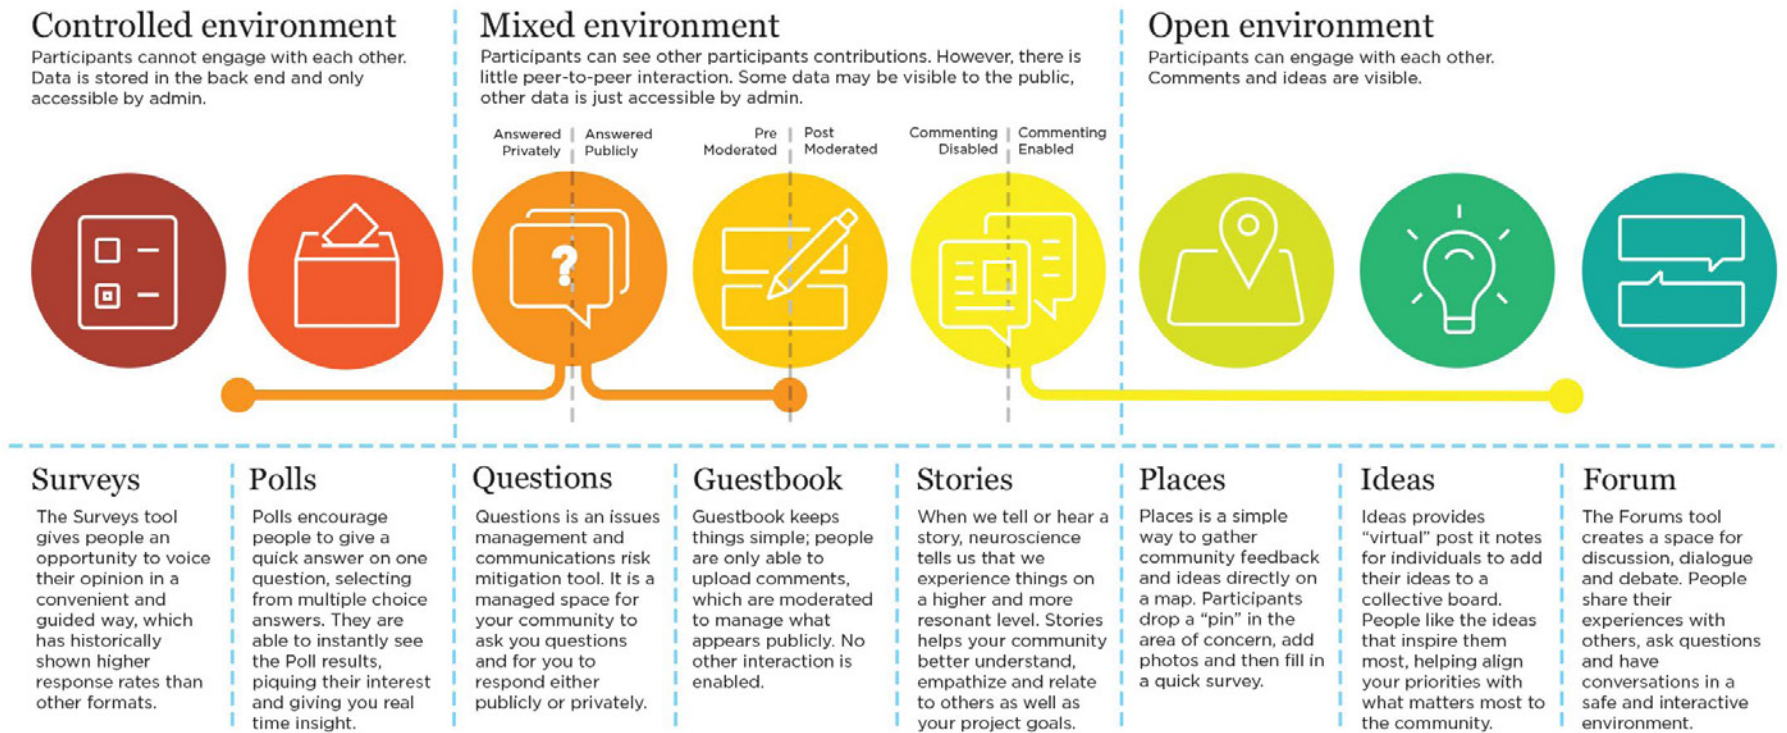 Controlled environment
Participants cannot engage with each other.
Data is stored in the back end and only
accessible by admin.
Mixed environment
Participants can see other participants contributions. However, there is
little peer-to-peer interaction. Some data may be visible to the public,
other data is just accessible by admin.
Open environment
Participants can engage with each other.
Comments and ideas are visible.
Answered
Privately
Answered
Publicly
Pre
Moderated
Post
Moderated
Commenting
Disabled
Commenting
Enabled
?
Surveys
The Surveys tool
gives people an
opportunity to voice
their opinion in a
convenient and
guided way, which
has historically
shown higher
response rates than
other formats.
Polls
Polls encourage
people to give a
quick answer on one
question, selecting
from multiple choice
answers. They are
able to instantly see
the Poll results,
piquing their interest
and giving you real
time insight.
Questions
Questions is an issues
management and
communications risk
mitigation tool. It is a
managed space for
your community to
ask you questions
and for you to
respond either
publicly or privately.
Guestbook
Guestbook keeps
things simple; people
are only able to
upload comments,
which are moderated
to manage what
appears publicly. No
other interaction is
enabled.
Stories
When we tell or hear a
story, neuroscience
tells us that we
experience things on
a higher and more
resonant level. Stories
helps your community
better understand,
empathize and relate
to others as well as
your project goals.
Places
Places is a simple
way to gather
community feedback
and ideas directly on
a map. Participants
drop a “pin” in the
area of concern, add
photos and then fill in
a quick survey.
Ideas
Ideas provides
“virtual” post it notes
for individuals to add
their ideas to a
collective board.
People like the ideas
that inspire them
most, helping align
your priorities with
what matters most to
the community.
Forum
The Forums tool
creates a space for
discussion, dialogue
and debate. People
share their
experiences with
others, ask questions
and have
conversations in a
safe and interactive
environment.